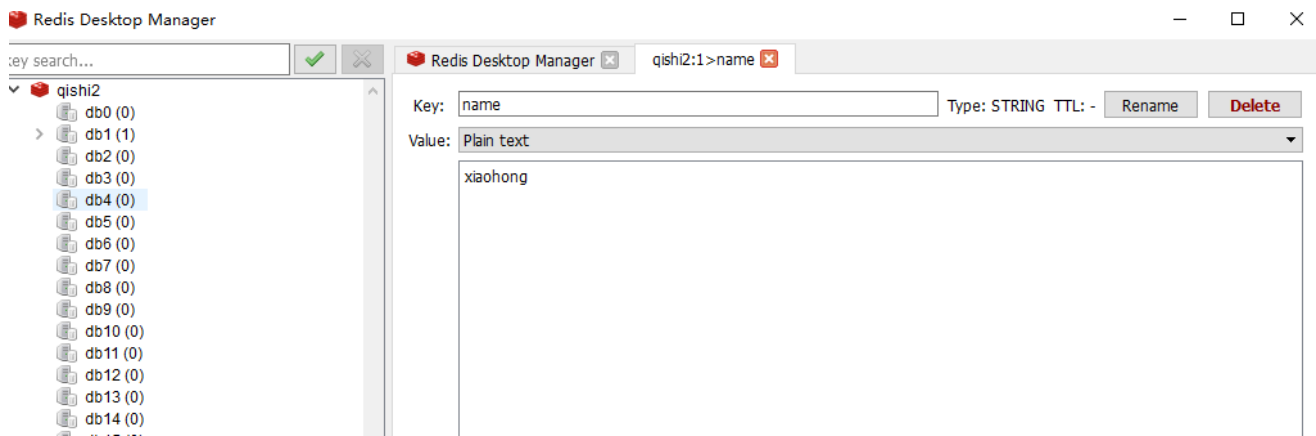 Redis Desktop Manager
key search...
qishi2
db0 (0)
db1 (1)
db2 (0)
db3 (0)
db4 (0)
db5 (0)
db6 (0)
db7 (0)
db8 (0)
db9 (0)
db10 (0)
db11 (0)
db12 (0)
db13 (0)
db14 (0)
Redis Desktop Manager
qishi2:1>name
Key: name Type: STRING TTL: - Rename Delete
Value: Plain text
xiaohong